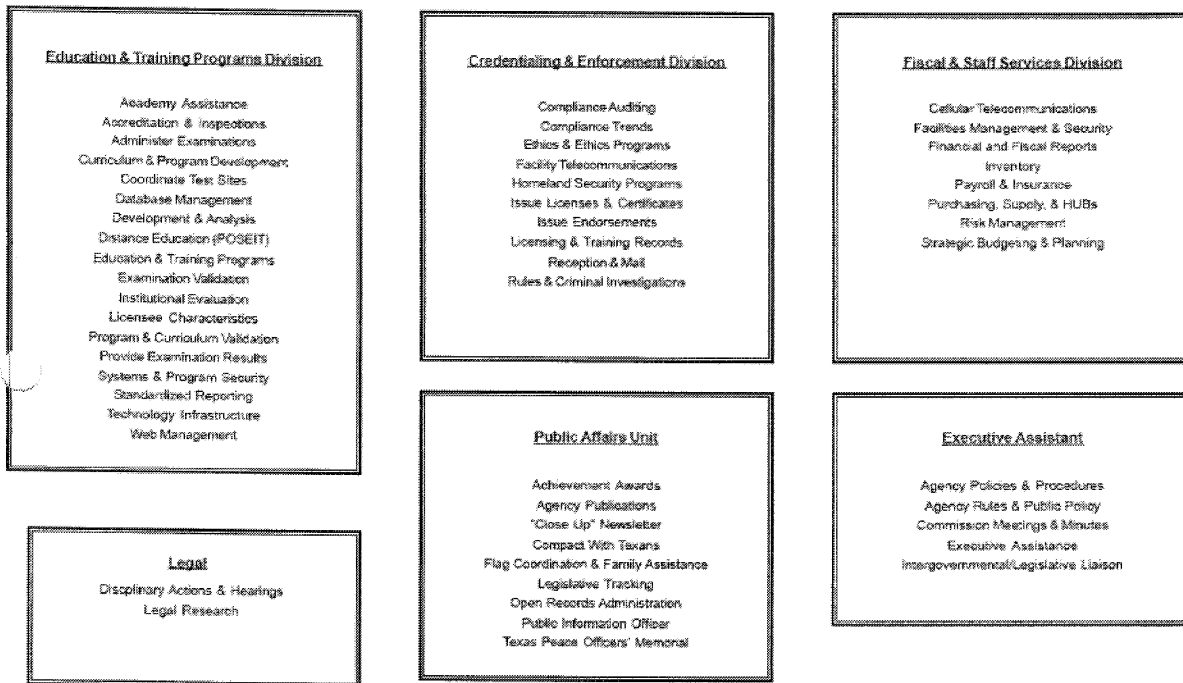 Education & Training Programs Division
Academy Assistance
Accreditation & Inspections
Administer Examinations
Curriculum & Program Development
Coordinate Test Sites
Database Management
Development & Analysis
Distance Education (POSEIT)
Education & Training Programs
Examination Validation
Institutional Evaluation
Licensee Characteristics
Program & Curriculum Validation
Provide Examination Results
Systems & Program Security
Standardized Reporting
Technology Infrastructure
Web Management
Credentialing & Enforcement Division
Compliance Auditing
Compliance Trends
Ethics & Ethics Programs
Facility Telecommunications
Homeland Security Programs
Issue Licenses & Certificates
Issue Endorsements
Licensing & Training Records
Reception & Mail
Rules & Criminal Investigations
Fiscal & Staff Services Division
Cellular Telecommunications
Facilities Management & Security
Financial and Fiscal Reports
Inventory
Payroll & Insurance
Purchasing, Supply, & HUBs
Risk Management
Strategic Budgeting & Planning
Legal
Discplinary Actions & Hearings
Legal Research
Public Affairs Unit
Achievement Awards
Agency Publications
"Close Up" Newsletter
Compact With Texans
Flag Coordination & Family Assistance
Legislative Tracking
Open Records Administration
Public Information Officer
Texas Peace Officers' Memorial
Executive Assistant
Agency Policies & Procedures
Agency Rules & Public Policy
Commission Meetings & Minutes
Executive Assistance
Intergovernmental/Legislative Liaison